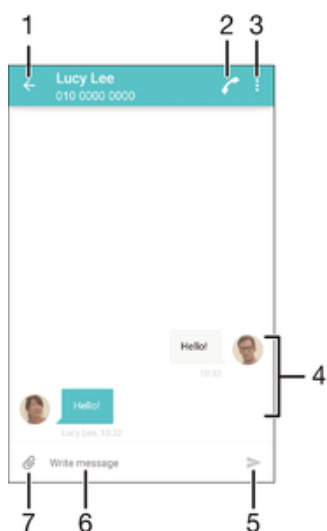 1 2 3
Lucy Lee
010 0000 0000
Hello!
10:32
4
Hello!
Lucy Lee, 10:32
Write message
7 6 5